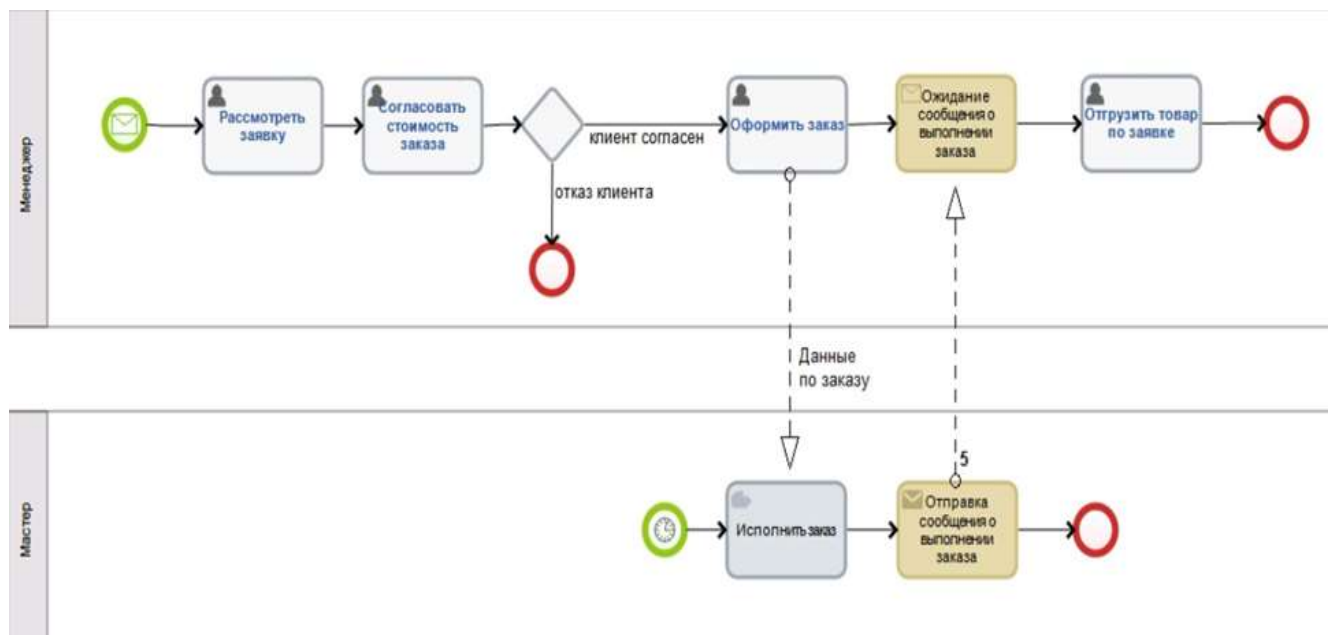 Менеджер
Рассмотреть
заявку
Согласовать
стоимость
заказа
клиент согласен
отказ клиента
Оформить заказ
Ожидание
сообщения о
выполнении
заказа
Отгрузить товар
по заявке
Данные
по заказу
Мастер
Исполнить заказ
5
Отправка
сообщения о
выполнении
заказа